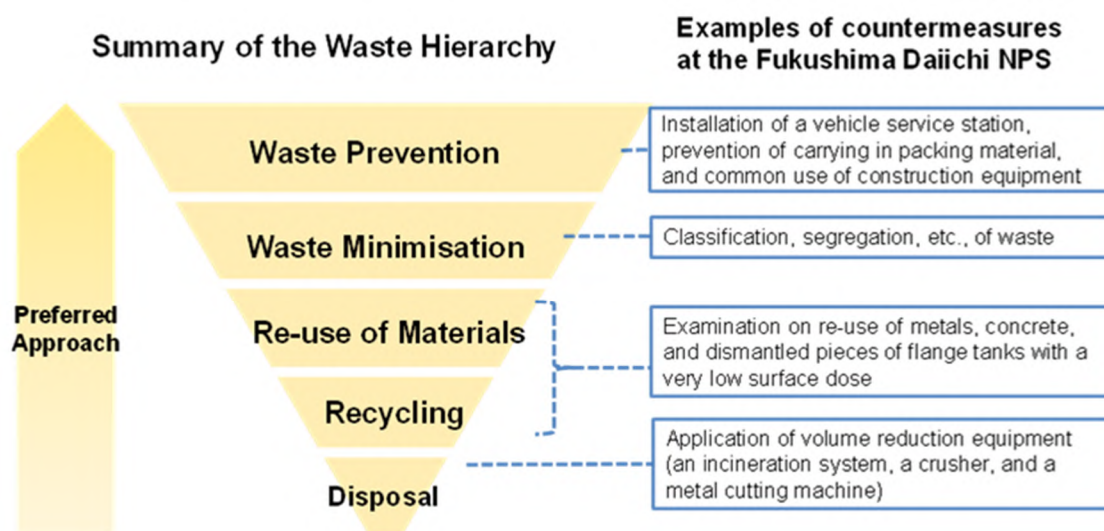 Summary of the Waste Hierarchy
Examples of countermeasures
at the Fukushima Daiichi NPS
Preferred
Approach
Waste Prevention
Installation of a vehicle service station,
prevention of carrying in packing material,
and common use of construction equipment
Waste Minimisation
Classification, segregation, etc., of waste
Re-use of Materials
Recycling
Examination on re-use of metals, concrete,
and dismantled pieces of flange tanks with a
very low surface dose
Disposal
Application of volume reduction equipment
(an incineration system, a crusher, and a
metal cutting machine)